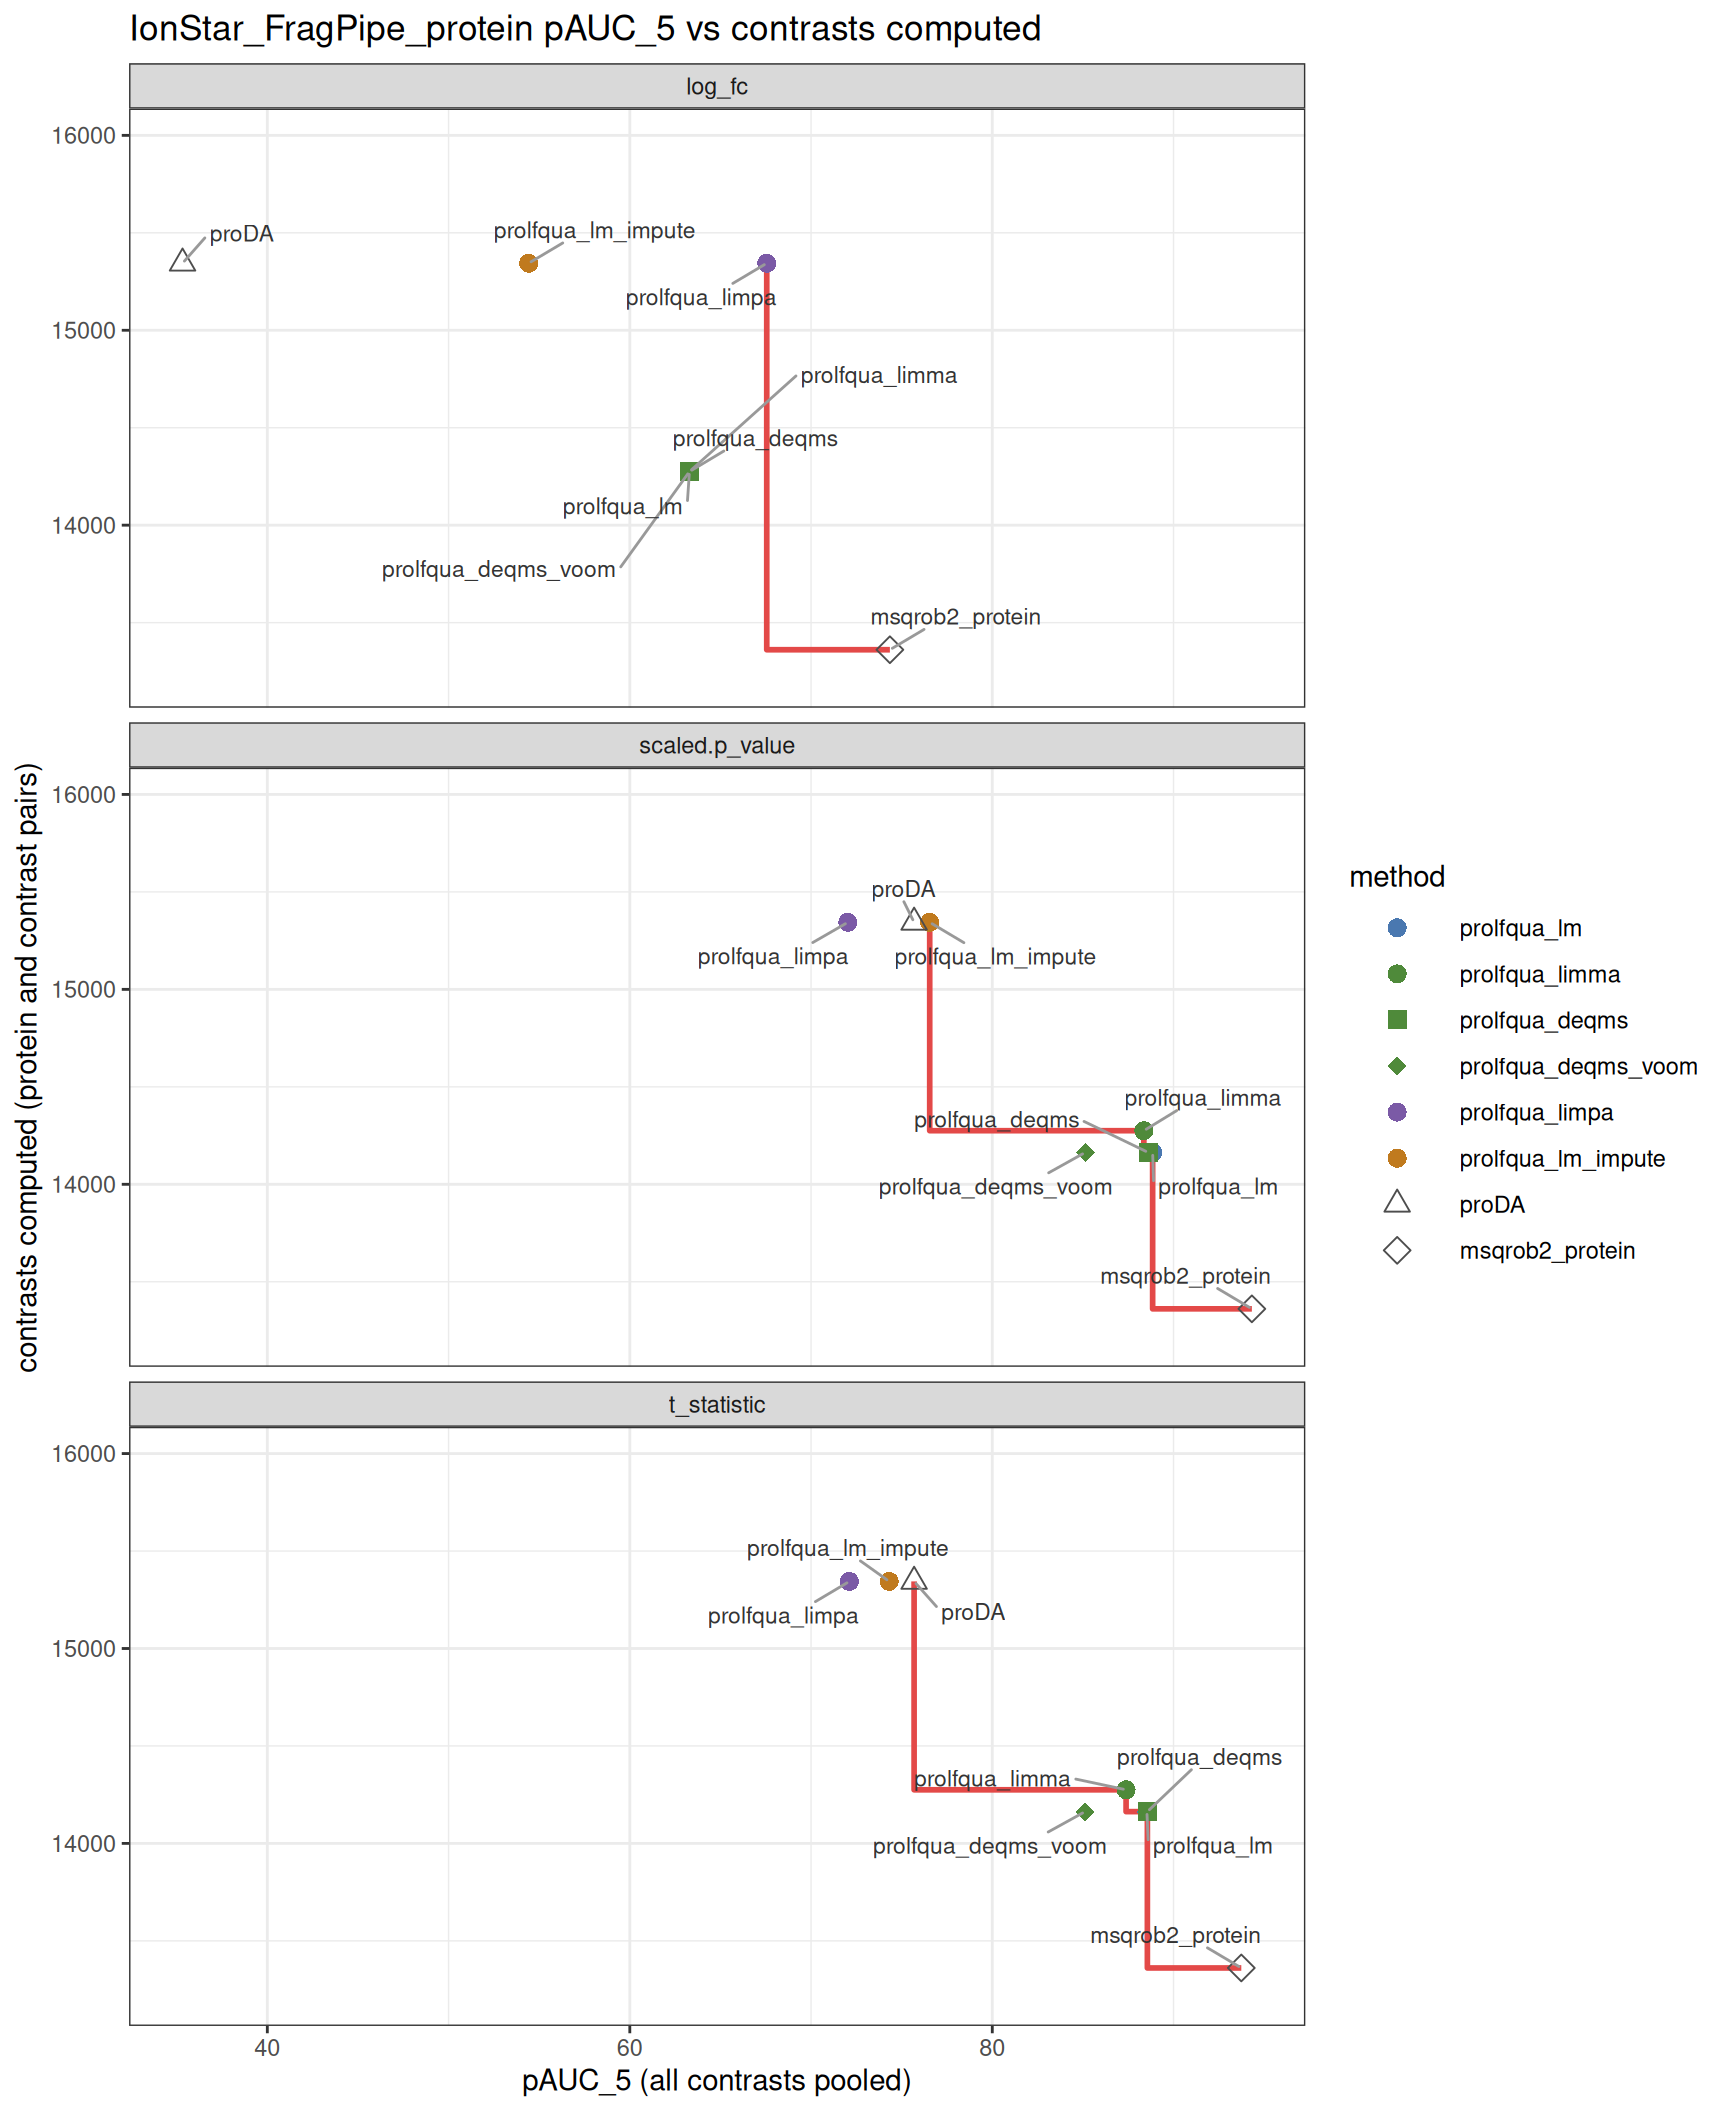 IonStar_FragPipe_protein pAUC_5 vs contrasts computed
log_fc
16000
15000
14000
proDA
prolfqua_lm_impute
prolfqua_limpa
prolfqua_limma
prolfqua_deqms
prolfqua_lm
prolfqua_deqms_voom
msqrob2_protein
contrasts computed (protein and contrast pairs)
scaled.p_value
16000
15000
14000
proDA
prolfqua_limpa
prolfqua_lm_impute
prolfqua_limma
prolfqua_deqms
prolfqua_deqms_voom
prolfqua_lm
msqrob2_protein
t_statistic
16000
15000
14000
prolfqua_lm_impute
prolfqua_limpa
proDA
prolfqua_deqms
prolfqua_limma
prolfqua_deqms_voom
prolfqua_lm
msqrob2_protein
40
60
80
pAUC_5 (all contrasts pooled)
method
prolfqua_lm
prolfqua_limma
prolfqua_deqms
prolfqua_deqms_voom
prolfqua_limpa
prolfqua_lm_impute
proDA
msqrob2_protein